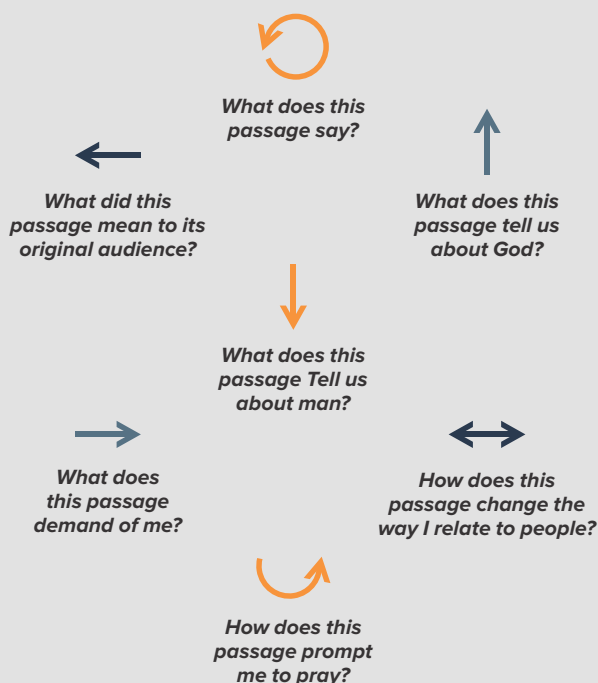 What does this
passage say?
What did this
passage mean to its
original audience?
What does this
passage tell us
about God?
What does this
passage Tell us
about man?
What does
this passage
demand of me?
How does this
passage change the
way I relate to people?
How does this
passage prompt
me to pray?